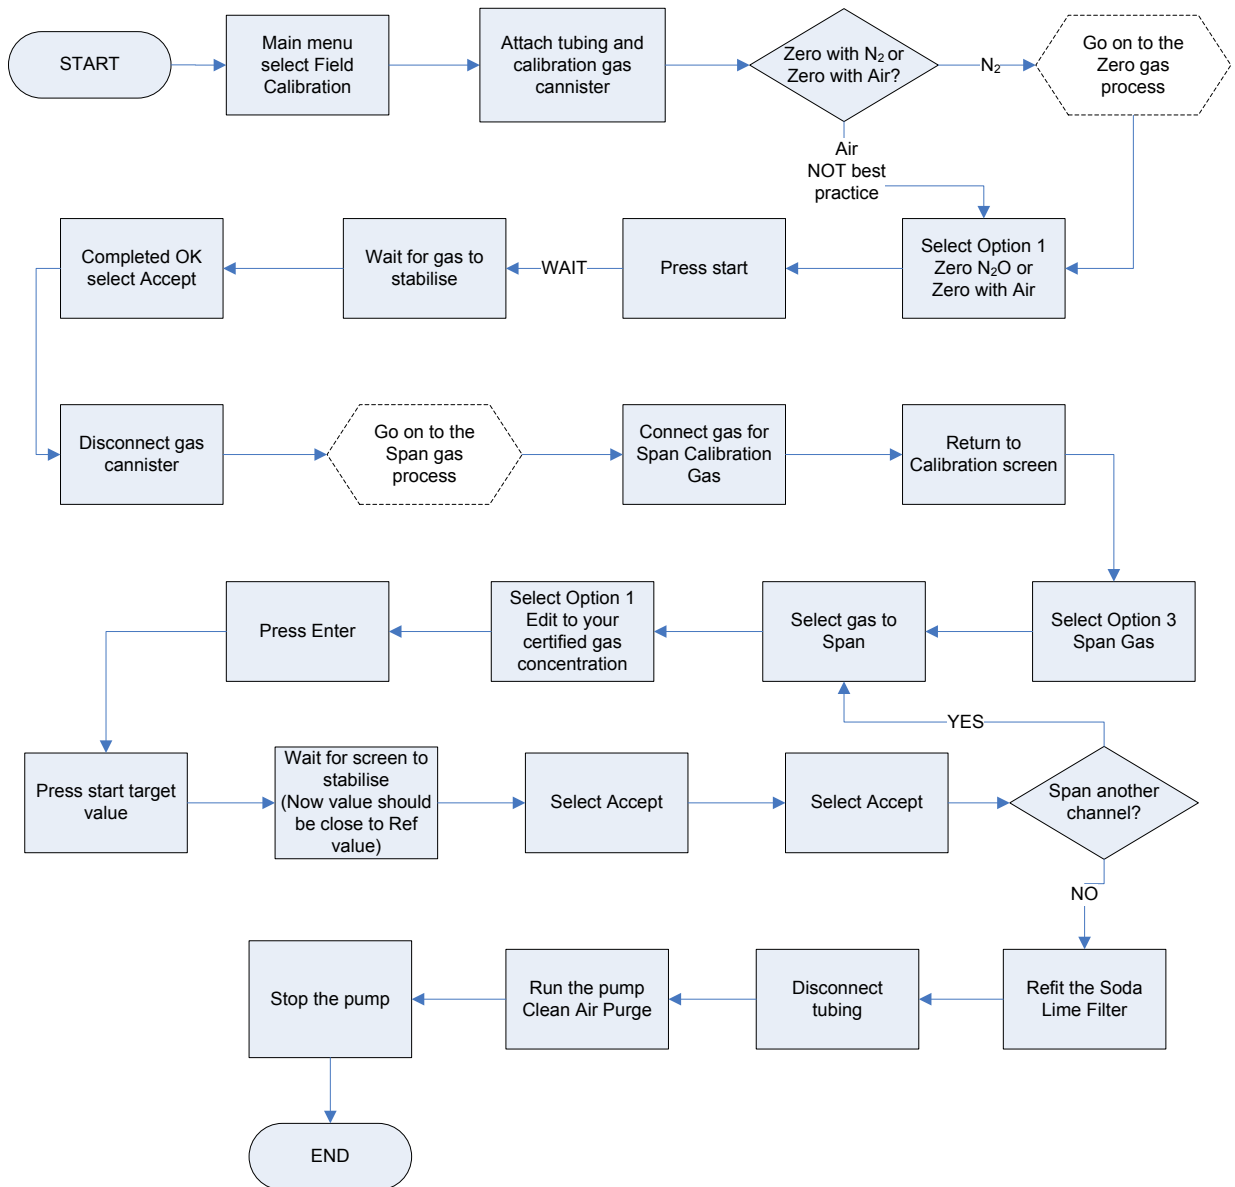 START
Main menu
select Field
Calibration
Attach tubing and
calibration gas
cannister
Zero with N₂ or
Zero with Air?
N₂
Go on to the
Zero gas
process
Air
NOT best
practice
Select Option 1
Zero N₂O or
Zero with Air
Press start
WAIT
Wait for gas to
stabilise
Completed OK
select Accept
Disconnect gas
cannister
Go on to the
Span gas
process
Connect gas for
Span Calibration
Gas
Return to
Calibration screen
Select Option 3
Span Gas
Select gas to
Span
Select Option 1
Edit to your
certified gas
concentration
Press Enter
Press start target
value
Wait for screen to
stabilise
(Now value should
be close to Ref
value)
Select Accept
Select Accept
Span another
channel?
YES
NO
Refit the Soda
Lime Filter
Disconnect
tubing
Run the pump
Clean Air Purge
Stop the pump
END